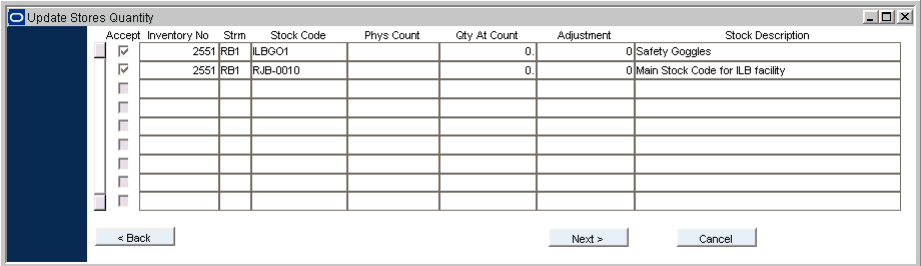 Update Stores Quantity
Accept Inventory No Strm Stock Code Phys Count Qty At Count Adjustment Stock Description
2551 RB1 ILBGO1 0. 0 Safety Goggles
2551 RB1 RJB-0010 0. 0 Main Stock Code for ILB facility
< Back Next > Cancel